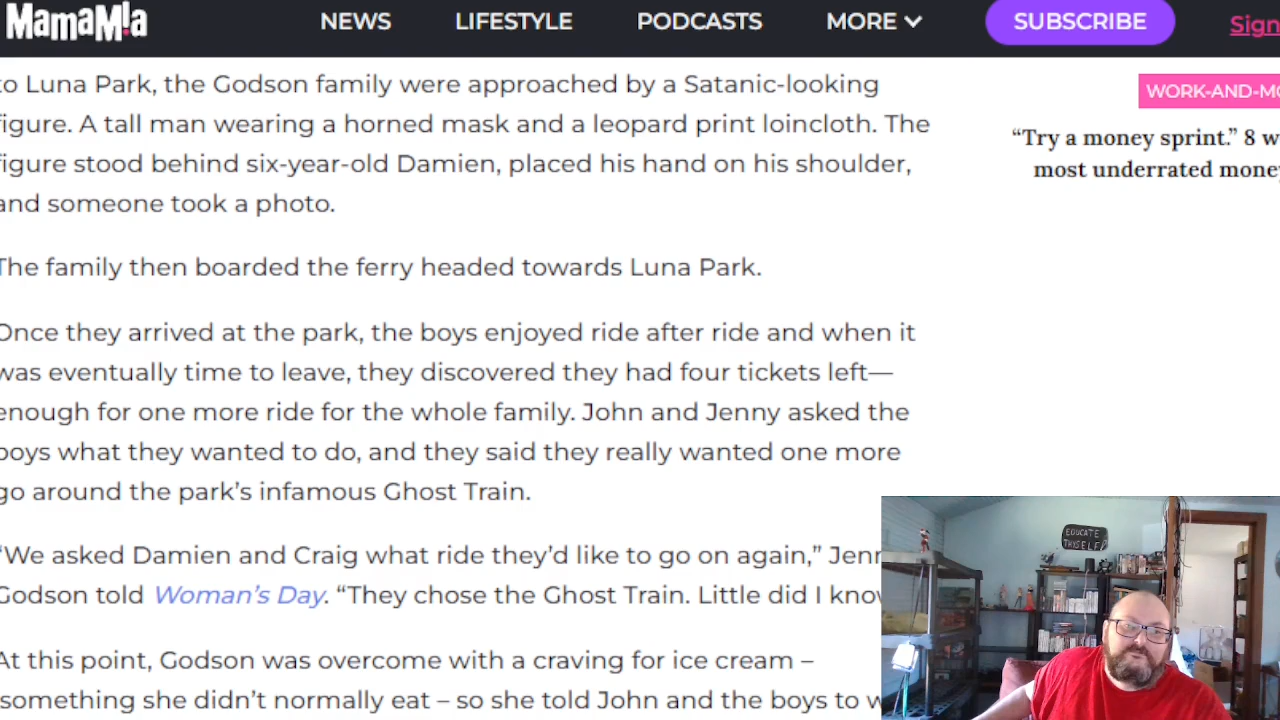 MamaMia
NEWS
LIFESTYLE
PODCASTS
MORE
SUBSCRIBE
Sign
to Luna Park, the Godson family were approached by a Satanic-looking
figure. A tall man wearing a horned mask and a leopard print loincloth. The
figure stood behind six-year-old Damien, placed his hand on his shoulder,
and someone took a photo.
The family then boarded the ferry headed towards Luna Park.
Once they arrived at the park, the boys enjoyed ride after ride and when it
was eventually time to leave, they discovered they had four tickets left—
enough for one more ride for the whole family. John and Jenny asked the
boys what they wanted to do, and they said they really wanted one more
go around the park’s infamous Ghost Train.
“We asked Damien and Craig what ride they’d like to go on again,” Jenn
Godson told Woman’s Day. “They chose the Ghost Train. Little did I know
At this point, Godson was overcome with a craving for ice cream –
something she didn’t normally eat – so she told John and the boys to w
WORK-AND-MO
“Try a money sprint.” 8 w
most underrated money
EDUCATE
THYSELF